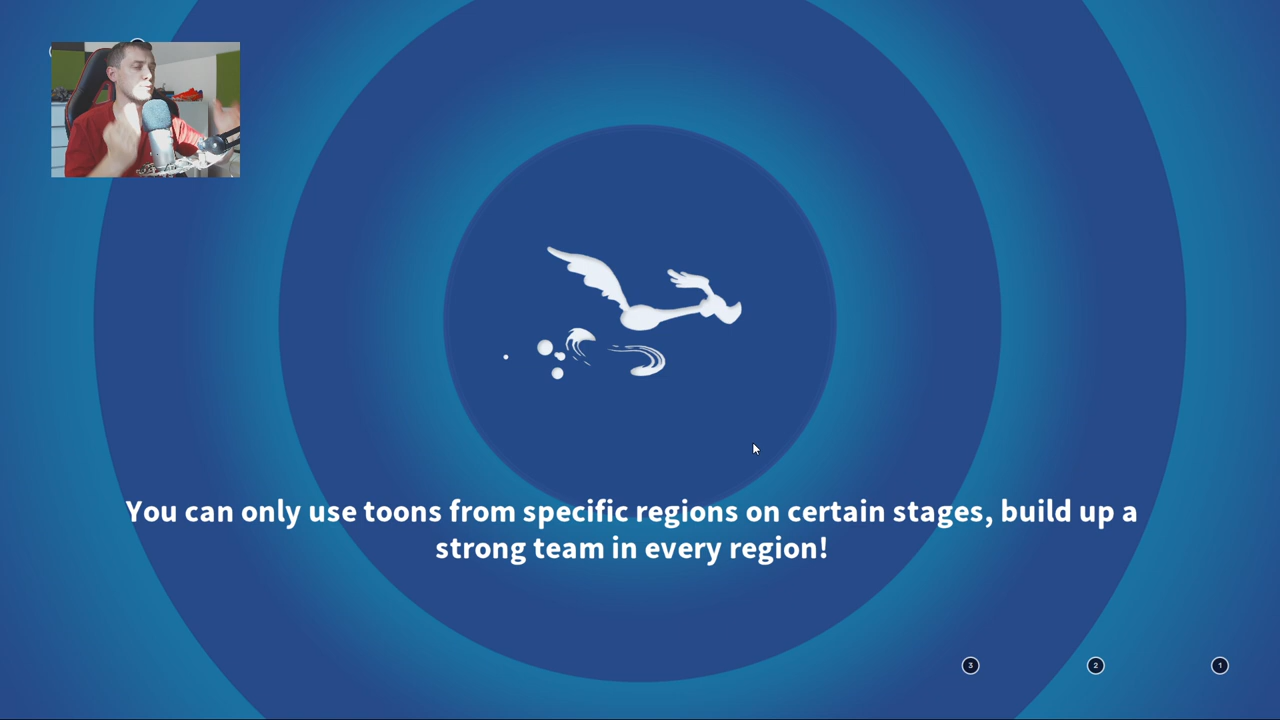 You can only use toons from specific regions on certain stages, build up a
strong team in every region!
3 2 1